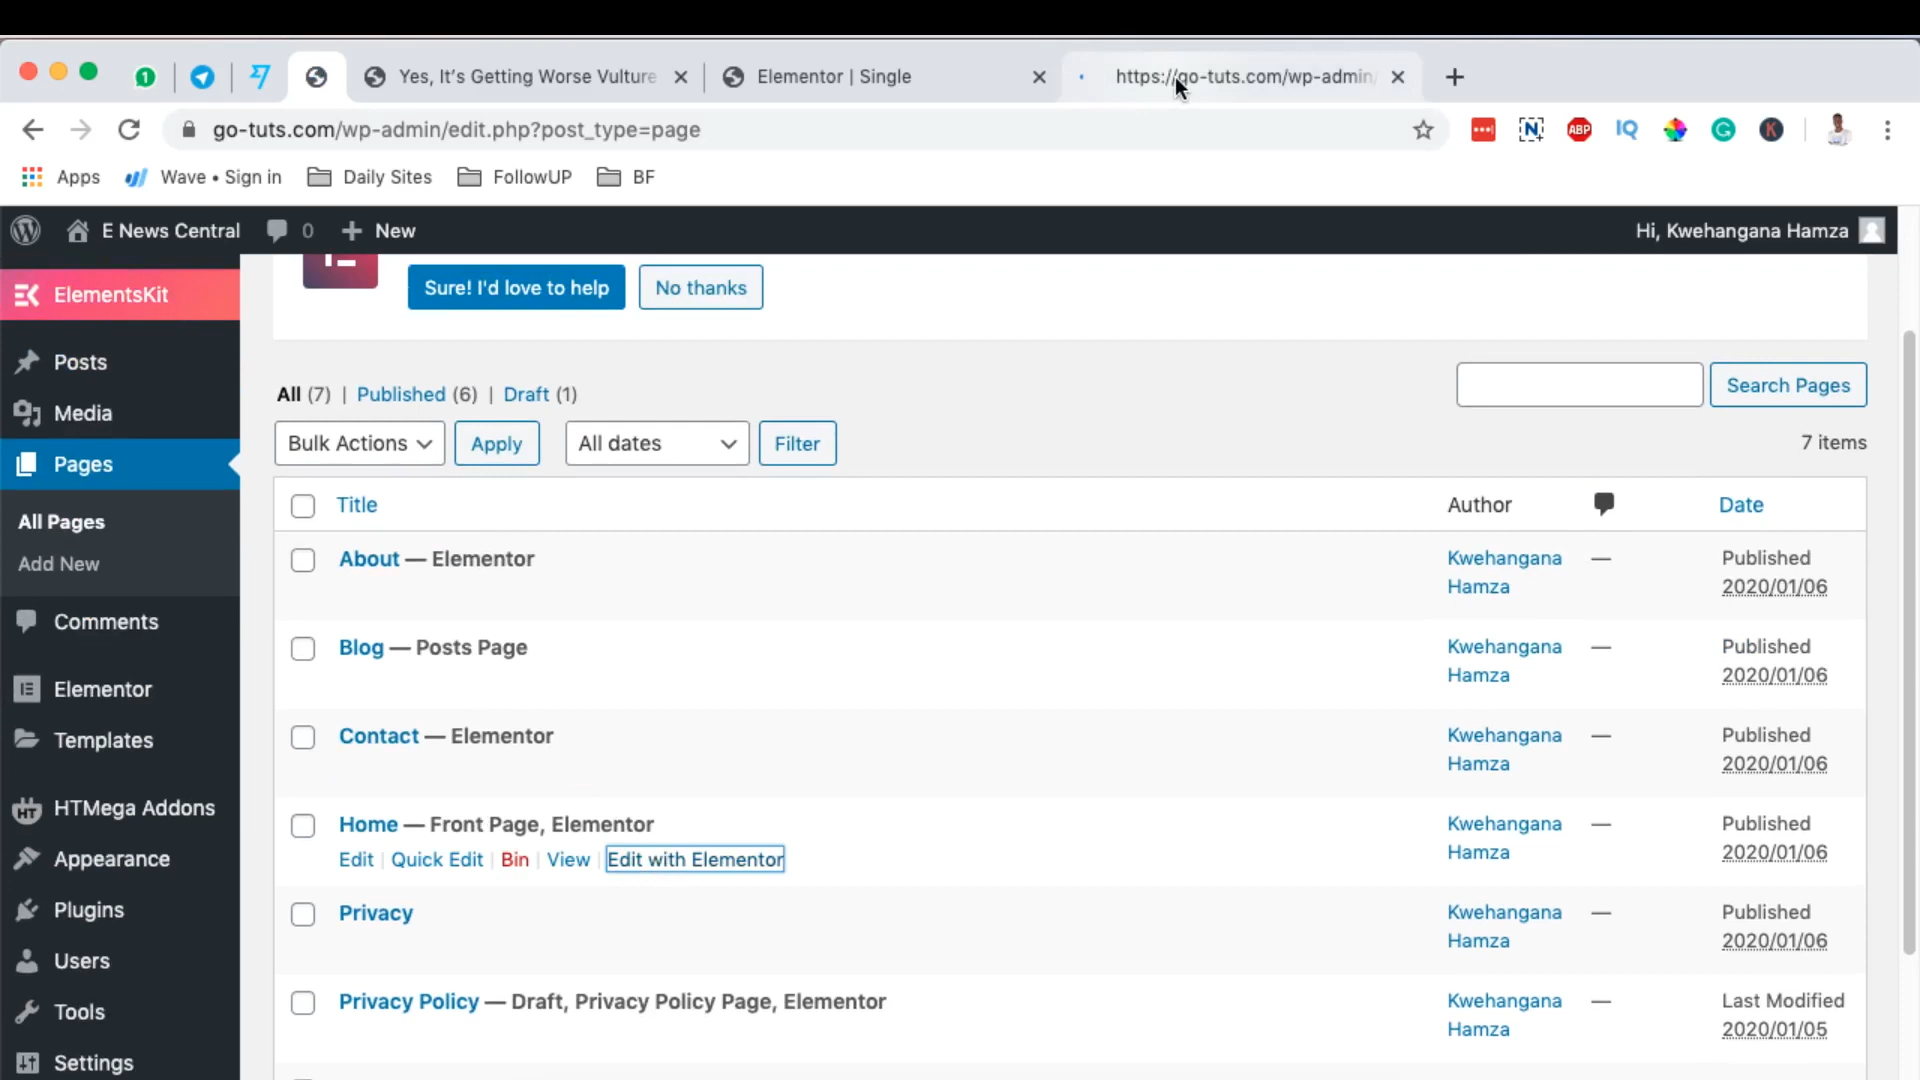 Yes, It's Getting Worse Vulture
Elementor | Single
https://go-tuts.com/wp-admin/
go-tuts.com/wp-admin/edit.php?post_type=page
ABP
IQ
G
K
Apps
Wave • Sign in
Daily Sites
FollowUP
BF
E News Central
0
New
Hi, Kwehangana Hamza
ElementsKit
Posts
Media
Pages
All Pages
Add New
Comments
Elementor
Templates
HTMega Addons
Appearance
Plugins
Users
Tools
Settings
Sure! I'd love to help
No thanks
All (7) | Published (6) | Draft (1)
Search Pages
Bulk Actions
Apply
All dates
Filter
7 items
Title
Author
Date
About — Elementor
Kwehangana
Hamza
—
Published
2020/01/06
Blog — Posts Page
Kwehangana
Hamza
—
Published
2020/01/06
Contact — Elementor
Kwehangana
Hamza
—
Published
2020/01/06
Home — Front Page, Elementor
Edit | Quick Edit | Bin | View | Edit with Elementor
Kwehangana
Hamza
—
Published
2020/01/06
Privacy
Kwehangana
Hamza
—
Published
2020/01/06
Privacy Policy — Draft, Privacy Policy Page, Elementor
Kwehangana
Hamza
—
Last Modified
2020/01/05